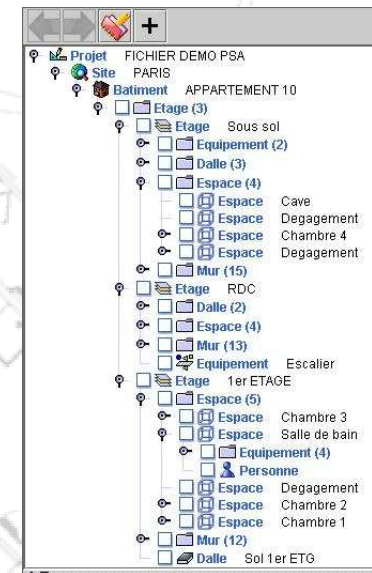 Projet FICHIER DEMO PSA
Site PARIS
Batiment APPARTEMENT 10
Etage (3)
Etage Sous sol
Equipement (2)
Dalle (3)
Espace (4)
Espace Cave
Espace Degagement
Espace Chambre 4
Espace Degagement
Mur (15)
Etage RDC
Dalle (2)
Espace (4)
Mur (13)
Equipement Escalier
Etage 1er ETAGE
Espace (5)
Espace Chambre 3
Espace Salle de bain
Equipement (4)
Personne
Espace Degagement
Espace Chambre 2
Espace Chambre 1
Mur (12)
Dalle Sol 1er ETG